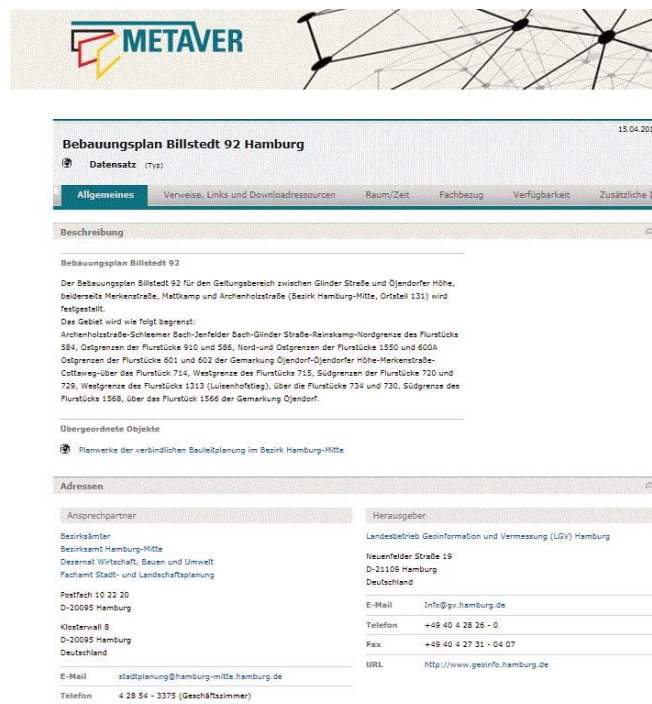 METAVER
15.04.201
Bebauungsplan Billstedt 92 Hamburg
Datensatz (Typ)
Allgemeines Verweise, Links und Downloadressourcen Raum/Zeit Fachbezug Verfügbarkeit Zusätzliche I
Beschreibung
Bebauungsplan Billstedt 92
Der Bebauungsplan Billstedt 92 für den Geltungsbereich zwischen Glinder Straße und Öjendorfer Höhe,
beiderseits Merkenstraße, Mattkamp und Archenholzstraße (Bezirk Hamburg-Mitte, Ortsteil 131) wird
festgestellt.
Das Gebiet wird wie folgt begrenzt:
Archenholzstraße-Schleemer Bach-Jenfelder Bach-Glinder Straße-Reinskamp-Nordgrenze des Flurstücks
584, Ostgrenzen der Flurstücke 910 und 586, Nord-und Ostgrenzen der Flurstücke 1550 und 600A
Ostgrenzen der Flurstücke 601 und 602 der Gemarkung Öjendorf-Öjendorfer Höhe-Merkenstraße-
Cottaweg-über das Flurstück 714, Westgrenze des Flurstücks 715, Südgrenzen der Flurstücke 720 und
729, Westgrenze des Flurstücks 1313 (Luisenhofstieg), über die Flurstücke 734 und 730, Südgrenze des
Flurstücks 1568, über das Flurstück 1566 der Gemarkung Öjendorf.
Übergeordnete Objekte
Planwerke der verbindlichen Bauleitplanung im Bezirk Hamburg-Mitte
Adressen
Ansprechpartner
Bezirksämter
Bezirksamt Hamburg-Mitte
Dezernat Wirtschaft, Bauen und Umwelt
Fachamt Stadt- und Landschaftsplanung
Postfach 10 22 20
D-20095 Hamburg
Klosterwall 8
D-20095 Hamburg
Deutschland
E-Mail stadtplanung@hamburg-mitte.hamburg.de
Telefon 4 28 54 - 3375 (Geschäftszimmer)
Herausgeber
Landesbetrieb Geoinformation und Vermessung (LGV) Hamburg
Neuenfelder Straße 19
D-21109 Hamburg
Deutschland
E-Mail Info@gv.hamburg.de
Telefon +49 40 4 28 26 - 0
Fax +49 40 4 27 31 - 04 07
URL http://www.geoinfo.hamburg.de